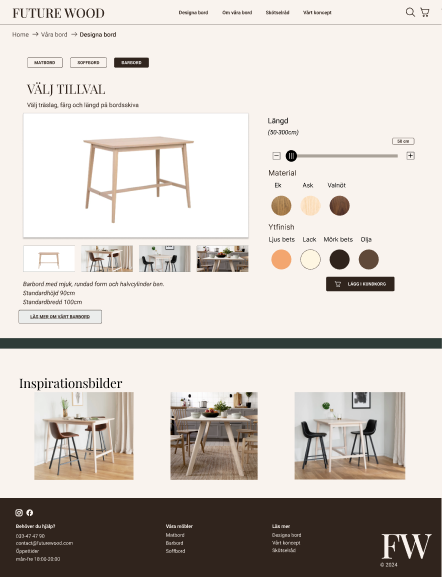 FUTURE WOOD
Designa bord   Om våra bord   Skötselråd   Vårt koncept
Home → Våra bord → Designa bord
MATBORD   SOFFBORD   BARBORD
VÄLJ TILLVAL
Välj träslag, färg och längd på bordsskiva
Längd
(50-300cm)
50 cm
Material
Ek   Ask   Valnöt
Ytfinish
Ljus bets   Lack   Mörk bets   Olja
LÄGG I KUNDKORG
Barbord med mjuk, rundad form och halvcylinder ben.
Standardhöjd 90cm
Standardbredd 100cm
LÄS MER OM VÅRT BARBORD
Inspirationsbilder
Behöver du hjälp?
033-47 47 90
contact@futurewood.com
Öppettider
mån-fre 10:00-20:00
Våra möbler
Matbord
Barbord
Soffbord
Läs mer
Designa bord
Vårt koncept
Skötselråd
FW
© 2024